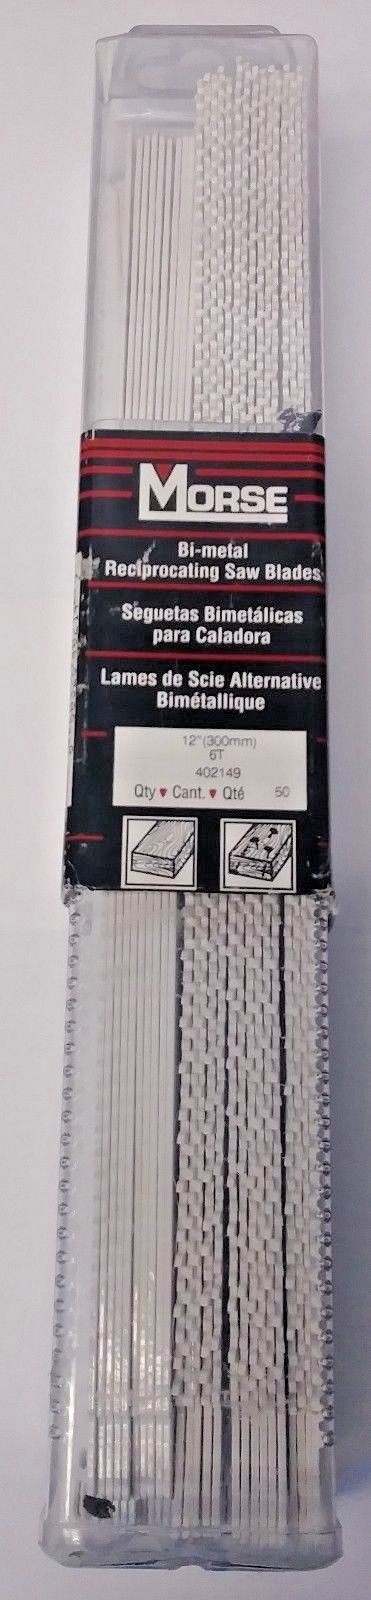 MORSE
Bi-metal
Reciprocating Saw Blades
Seguetas Bimetálicas
para Caladora
Lames de Scie Alternative
Bimétallique
12"(300mm)
6T
402149
Qty ▼ Cant. ▼ Qté 50